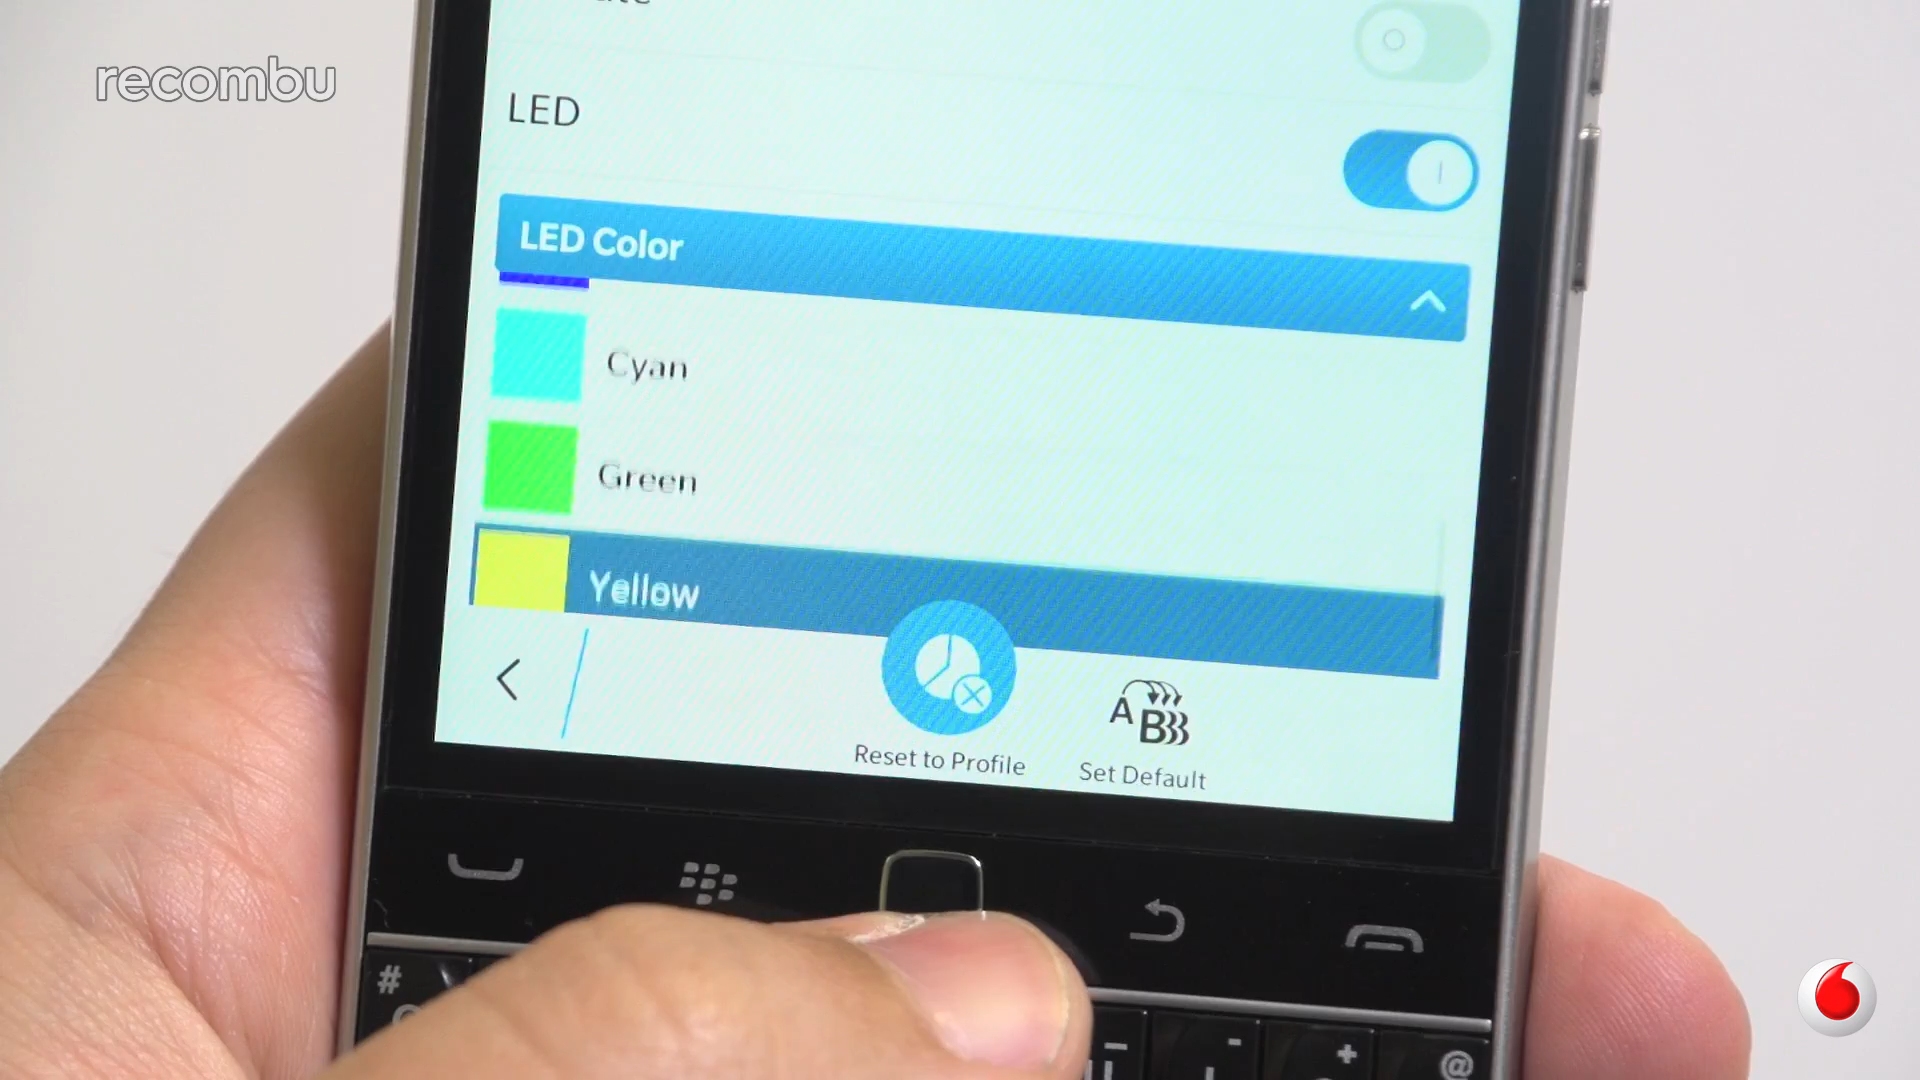 recombu
LED
LED Color
Cyan
Green
Yellow
Reset to Profile
Set Default
#
-
+
@